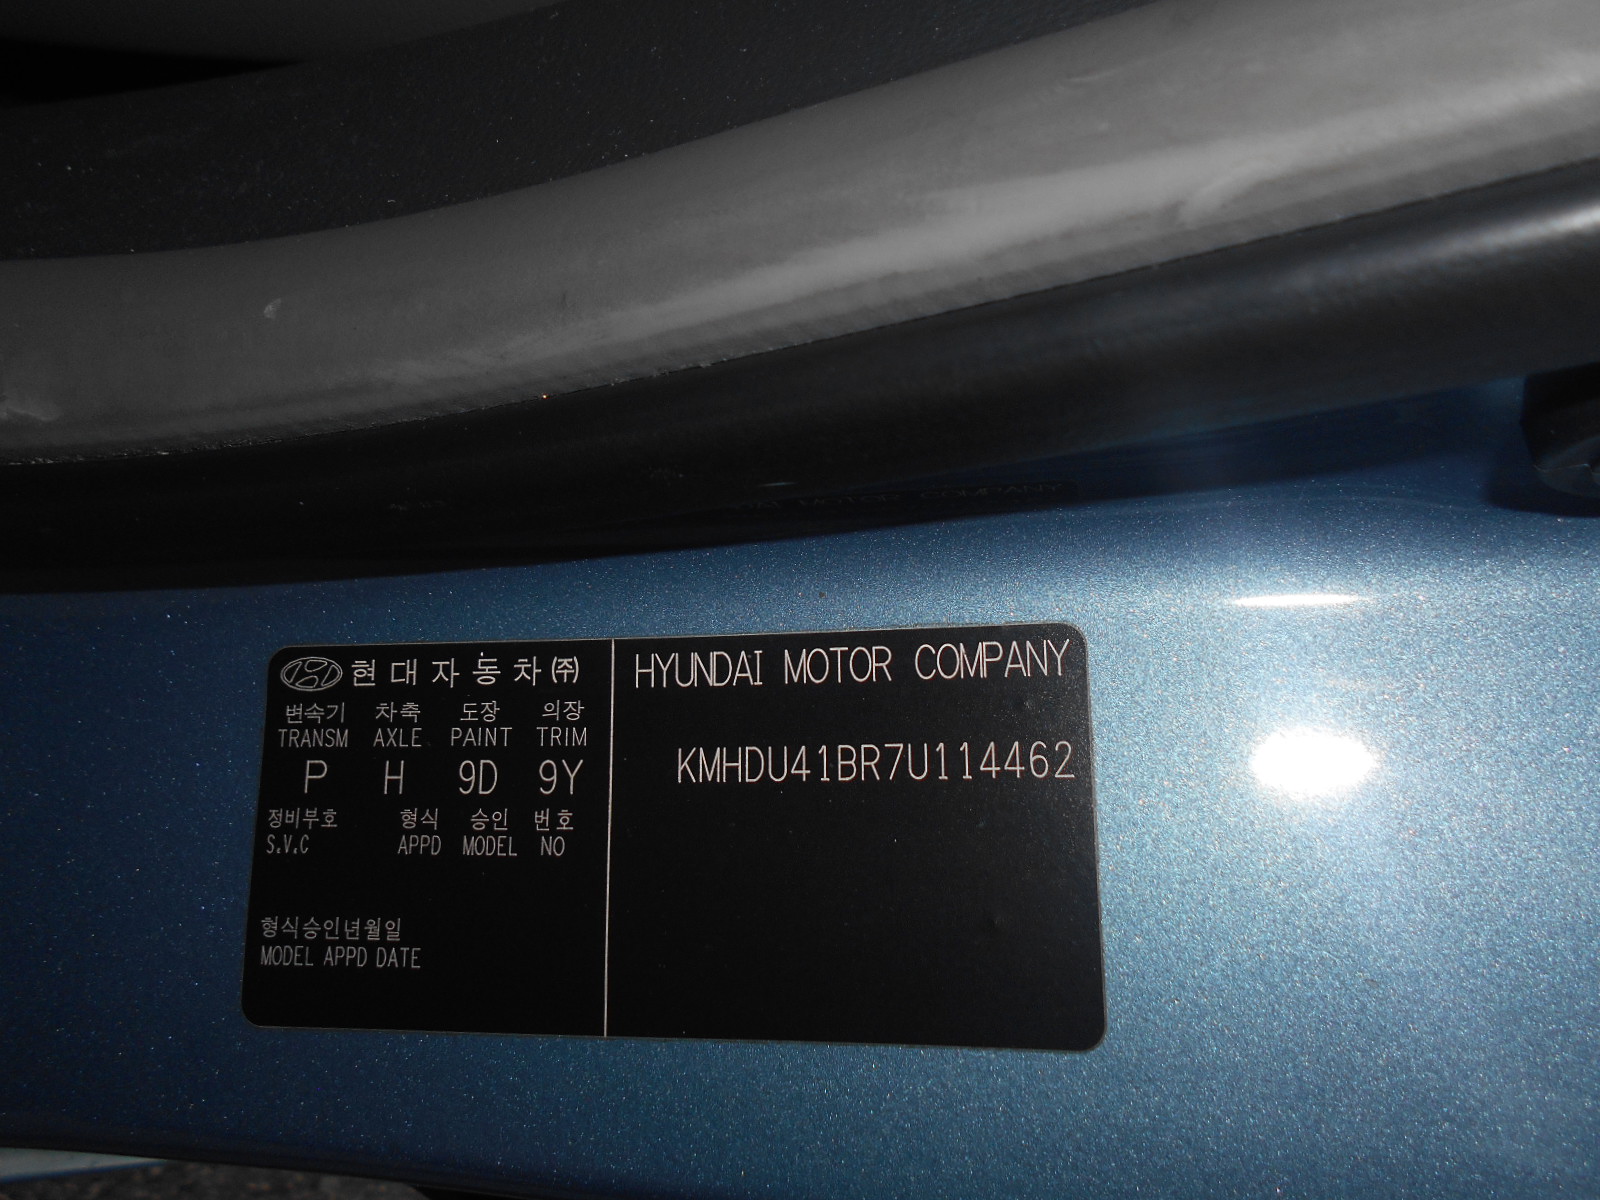 현대자동차㈜
변속기 차축 도장 의장
TRANSM AXLE PAINT TRIM
P H 9D 9Y
정비부호 형식 승인 번호
S.V.C APPD MODEL NO
형식승인년월일
MODEL APPD DATE
HYUNDAI MOTOR COMPANY
KMHDU41BR7U114462
MOTOR COMPANY